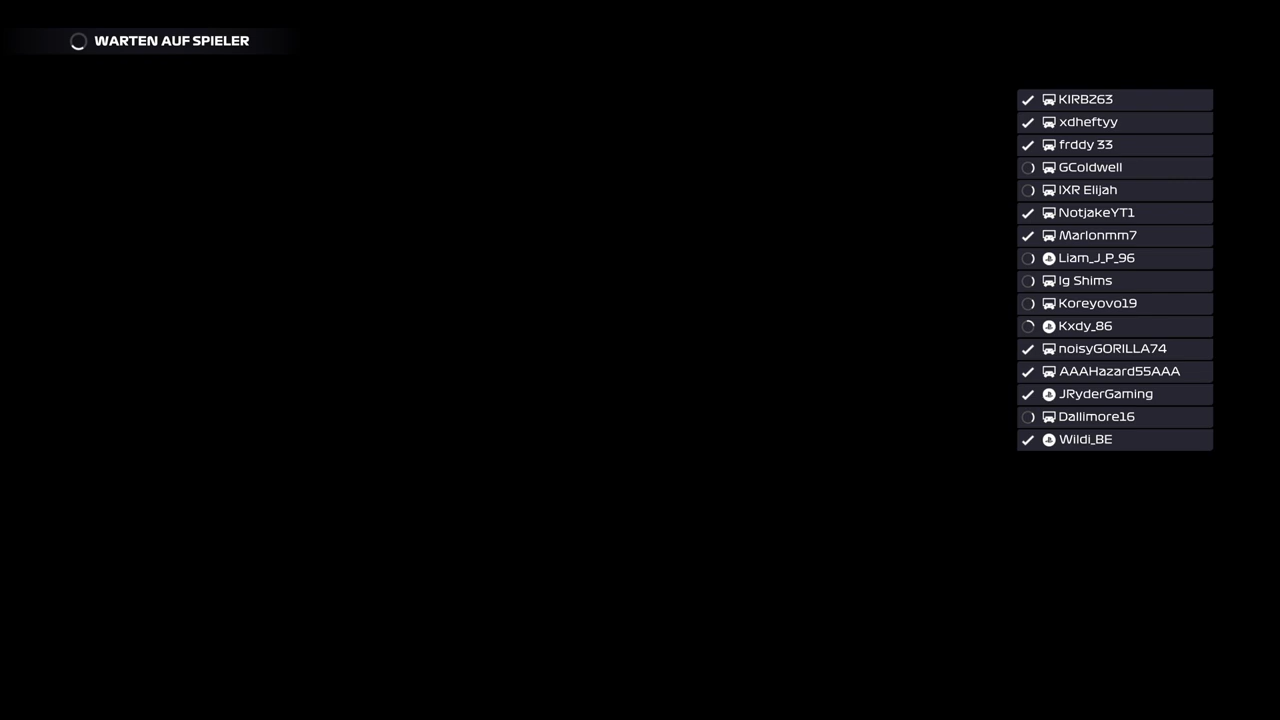 WARTEN AUF SPIELER
KIRBZ63
xdheftyy
frddy 33
GColdwell
IXR Elijah
NotjakeYT1
Marlonmm7
Liam_J_P_96
Ig Shims
Koreyovo19
Kxdy_86
noisyGORILLA74
AAAHazard55AAA
JRyderGaming
Dallimore16
Wildi_BE